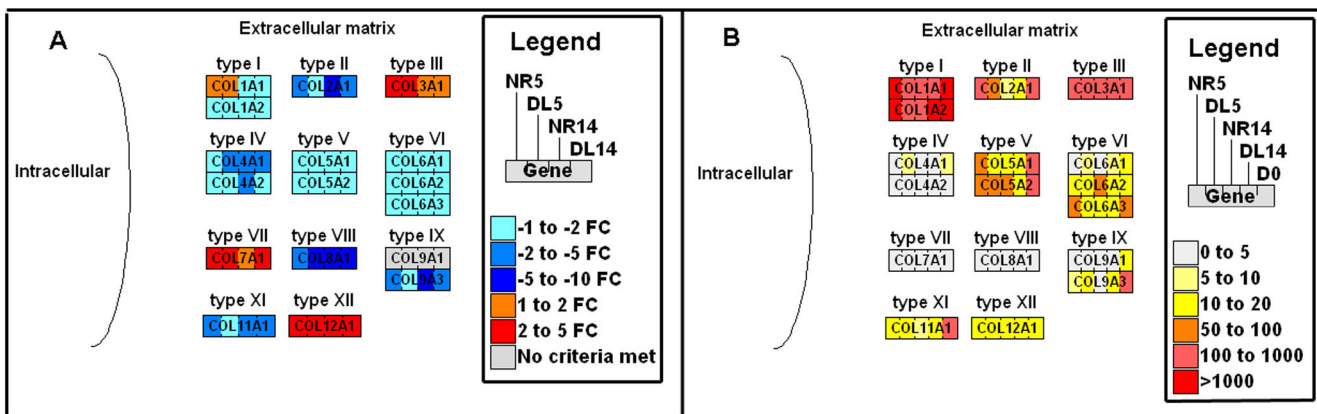 A
Extracellular matrix
Intracellular
type I
type II
type III
COL1A1
COL2A1
COL3A1
COL1A2
type IV
type V
type VI
COL4A1
COL5A1
COL6A1
COL4A2
COL5A2
COL6A2
COL6A3
type VII
type VIII
type IX
COL7A1
COL8A1
COL9A1
COL9A3
type XI
type XII
COL11A1
COL12A1
Legend
NR5
DL5
NR14
DL14
Gene
-1 to -2 FC
-2 to -5 FC
-5 to -10 FC
1 to 2 FC
2 to 5 FC
No criteria met
B
Extracellular matrix
Intracellular
type I
type II
type III
COL1A1
COL2A1
COL3A1
COL1A2
type IV
type V
type VI
COL4A1
COL5A1
COL6A1
COL4A2
COL5A2
COL6A2
COL6A3
type VII
type VIII
type IX
COL7A1
COL8A1
COL9A1
COL9A3
type XI
type XII
COL11A1
COL12A1
Legend
NR5
DL5
NR14
DL14
D0
Gene
0 to 5
5 to 10
10 to 20
50 to 100
100 to 1000
>1000